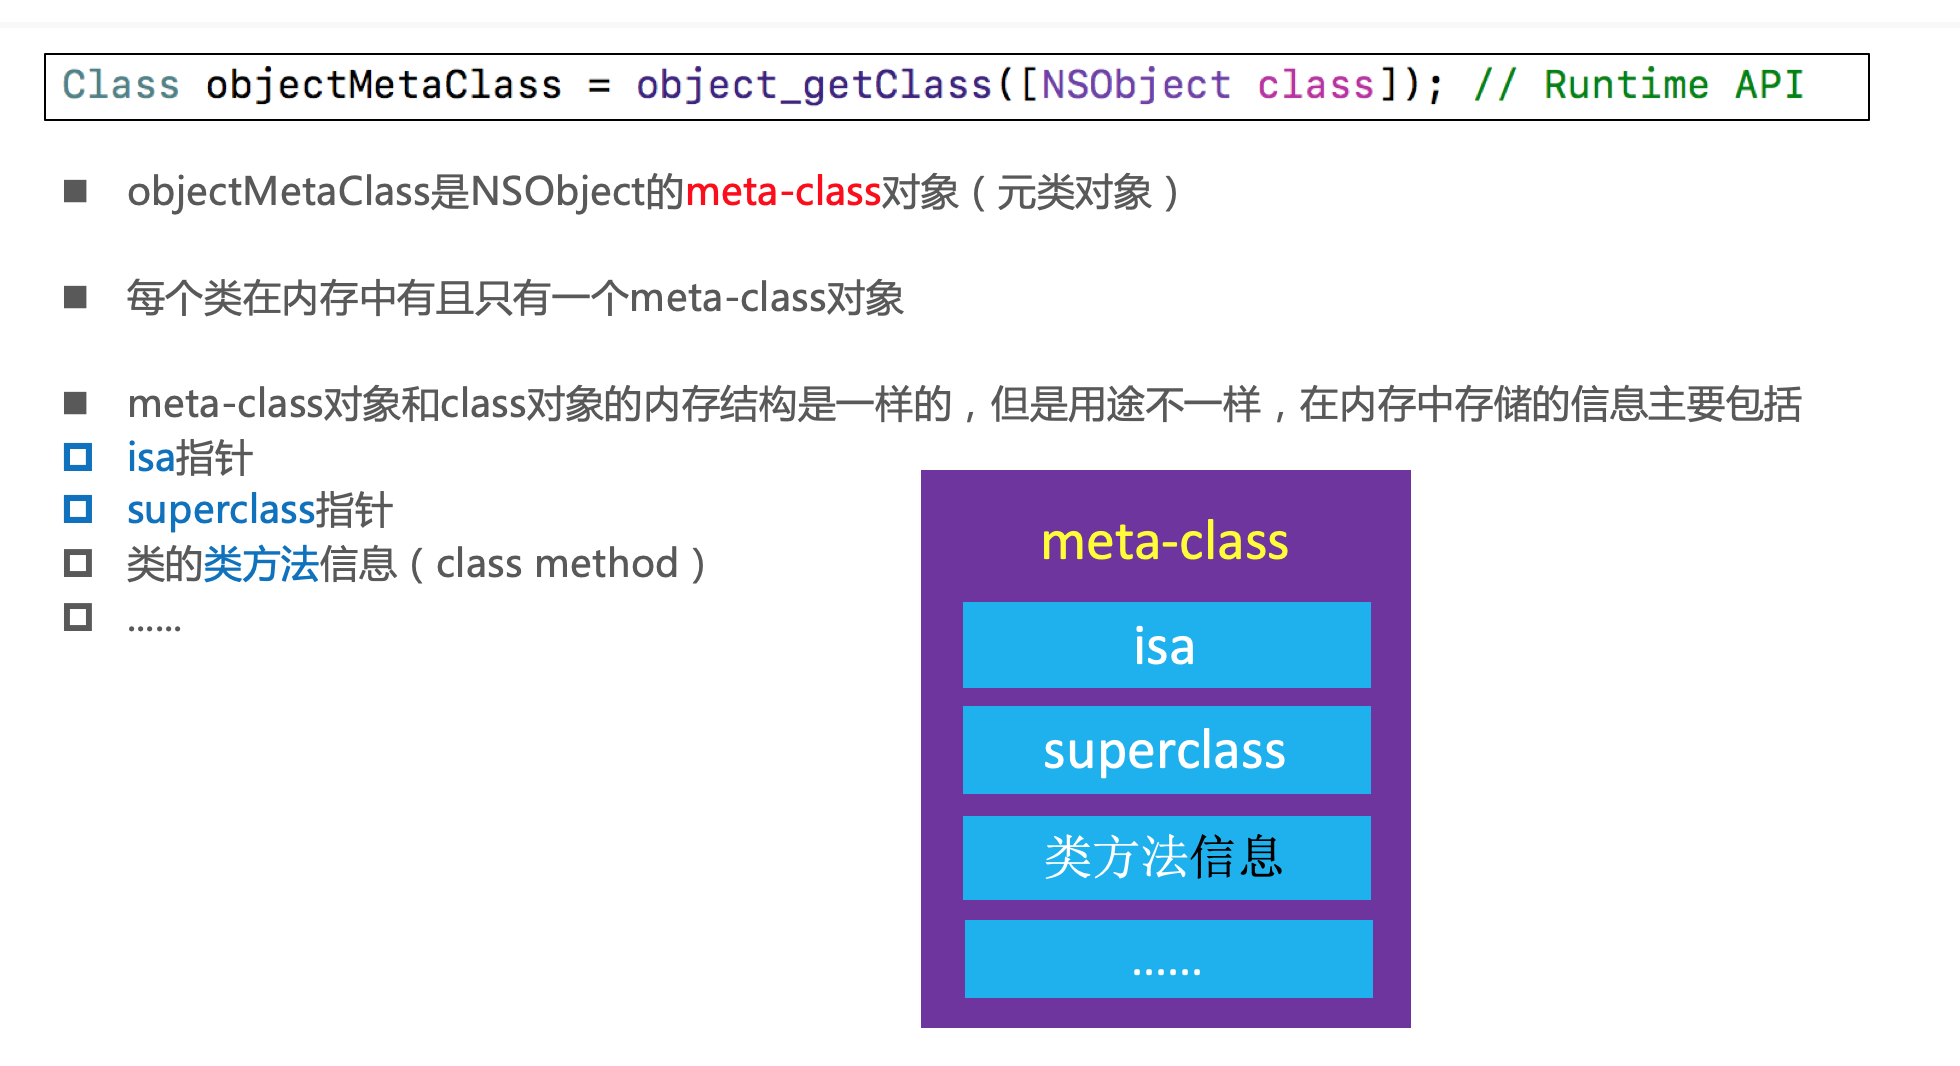 Class objectMetaClass = object_getClass([NSObject class]); // Runtime API
objectMetaClass是NSObject的meta-class对象（元类对象）
每个类在内存中有且只有一个meta-class对象
meta-class对象和class对象的内存结构是一样的，但是用途不一样，在内存中存储的信息主要包括
isa指针
superclass指针
类的类方法信息（class method）
......
meta-class
isa
superclass
类方法信息
......